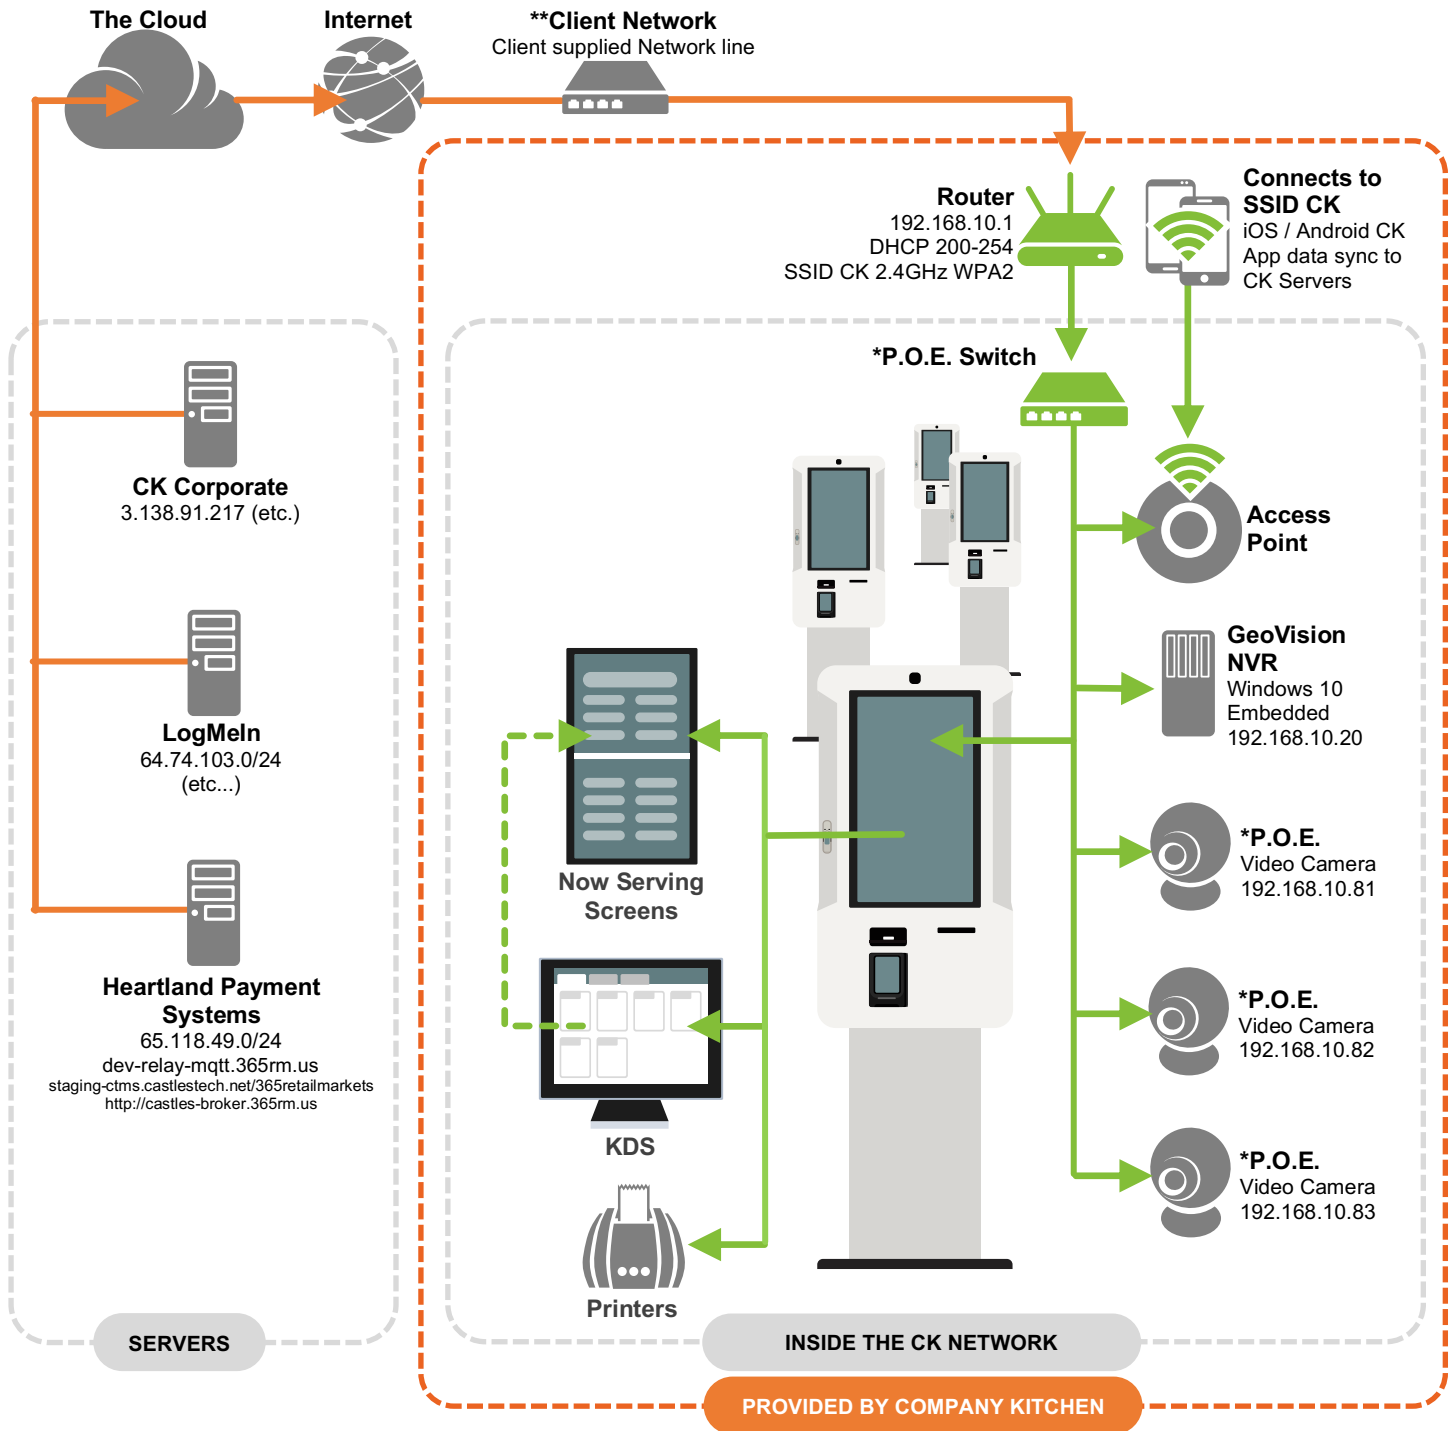 The Cloud
Internet
**Client Network
Client supplied Network line
Router
192.168.10.1
DHCP 200-254
SSID CK 2.4GHz WPA2
Connects to
SSID CK
iOS / Android CK
App data sync to
CK Servers
*P.O.E. Switch
CK Corporate
3.138.91.217 (etc.)
LogMeIn
64.74.103.0/24
(etc...)
Heartland Payment
Systems
65.118.49.0/24
dev-relay-mqtt.365rm.us
staging-ctms.castlestech.net/365retailmarkets
http://castles-broker.365rm.us
SERVERS
Access
Point
GeoVision
NVR
Windows 10
Embedded
192.168.10.20
*P.O.E.
Video Camera
192.168.10.81
*P.O.E.
Video Camera
192.168.10.82
*P.O.E.
Video Camera
192.168.10.83
Now Serving
Screens
KDS
Printers
INSIDE THE CK NETWORK
PROVIDED BY COMPANY KITCHEN